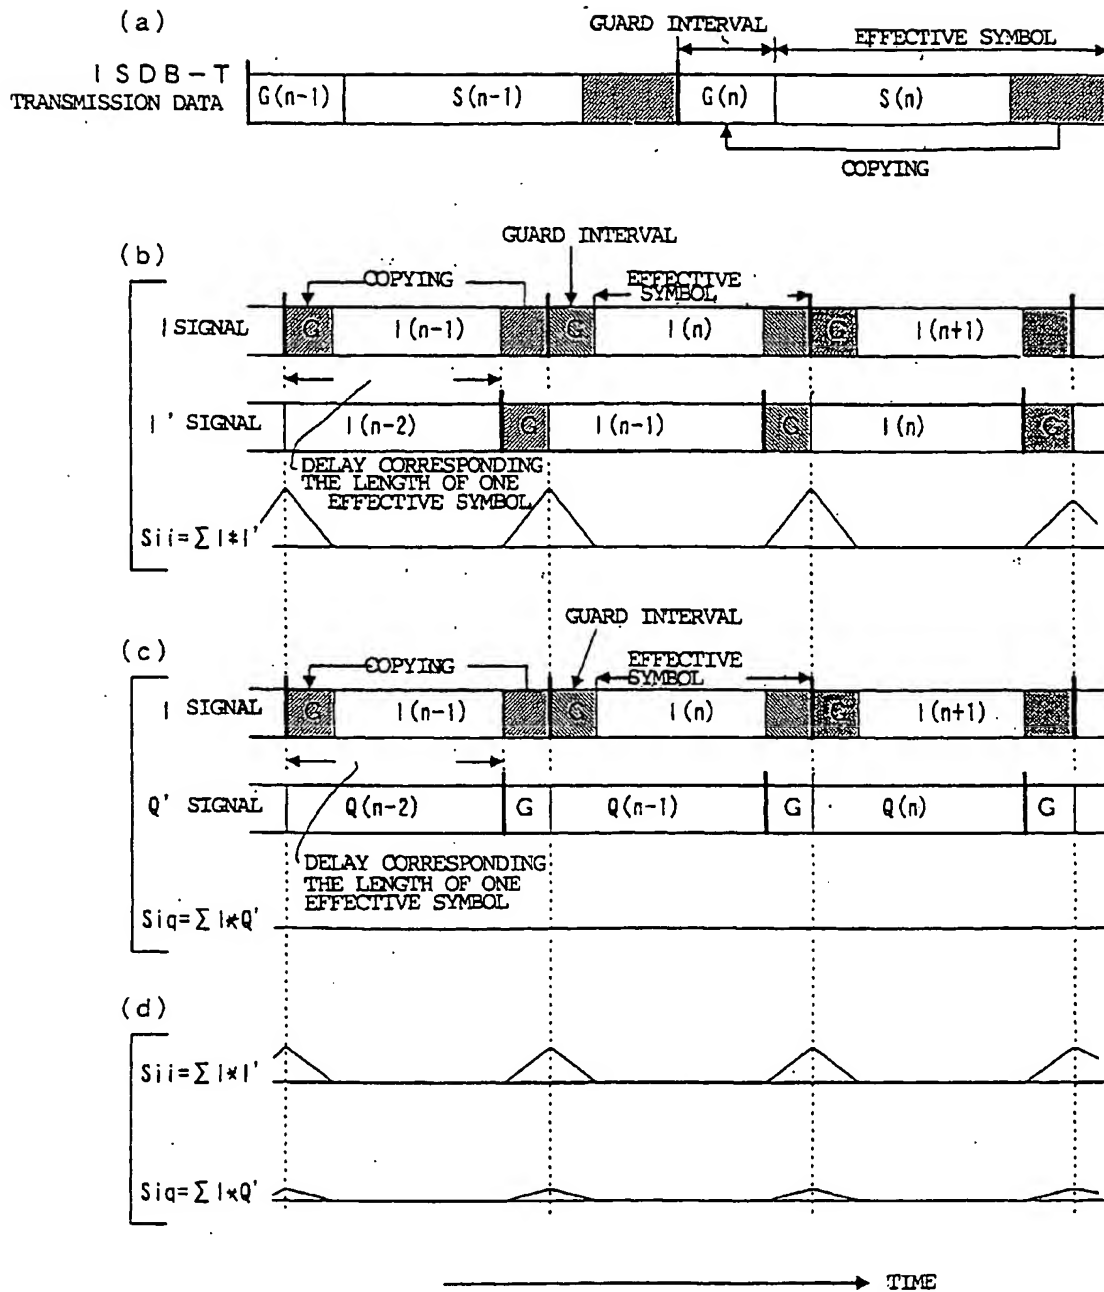 (a)
GUARD INTERVAL
EFFECTIVE SYMBOL
ISDB-T
TRANSMISSION DATA
G(n-1)
S(n-1)
G(n)
S(n)
COPYING
(b)
GUARD INTERVAL
COPYING
EFFECTIVE
SYMBOL
I SIGNAL
G
I(n-1)
G
I(n)
G
I(n+1)
I' SIGNAL
I(n-2)
G
I(n-1)
G
I(n)
G
DELAY CORRESPONDING
THE LENGTH OF ONE
EFFECTIVE SYMBOL
Sii=∑I*I'
(c)
GUARD INTERVAL
COPYING
EFFECTIVE
SYMBOL
I SIGNAL
G
I(n-1)
G
I(n)
G
I(n+1)
Q' SIGNAL
Q(n-2)
G
Q(n-1)
G
Q(n)
G
DELAY CORRESPONDING
THE LENGTH OF ONE
EFFECTIVE SYMBOL
Siq=∑I*Q'
(d)
Sii=∑I*I'
Siq=∑I*Q'
TIME